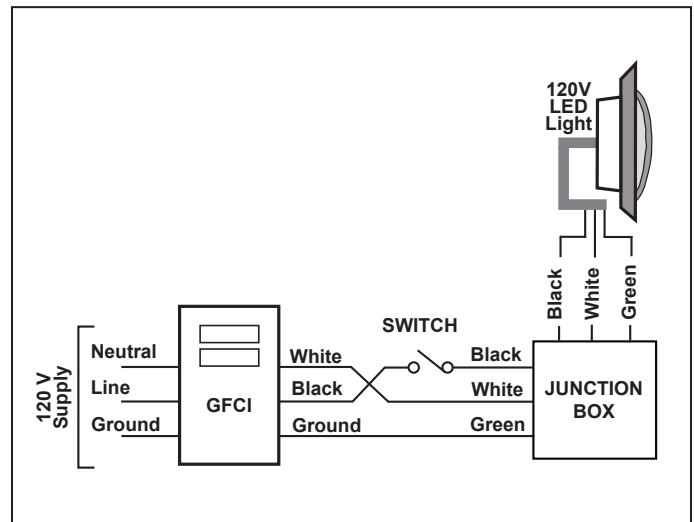 120V
LED
Light
Black
White
Green
SWITCH
120 V
Supply
Neutral
White
Black
Line
Black
White
GFCI
JUNCTION
BOX
Ground
Ground
Green